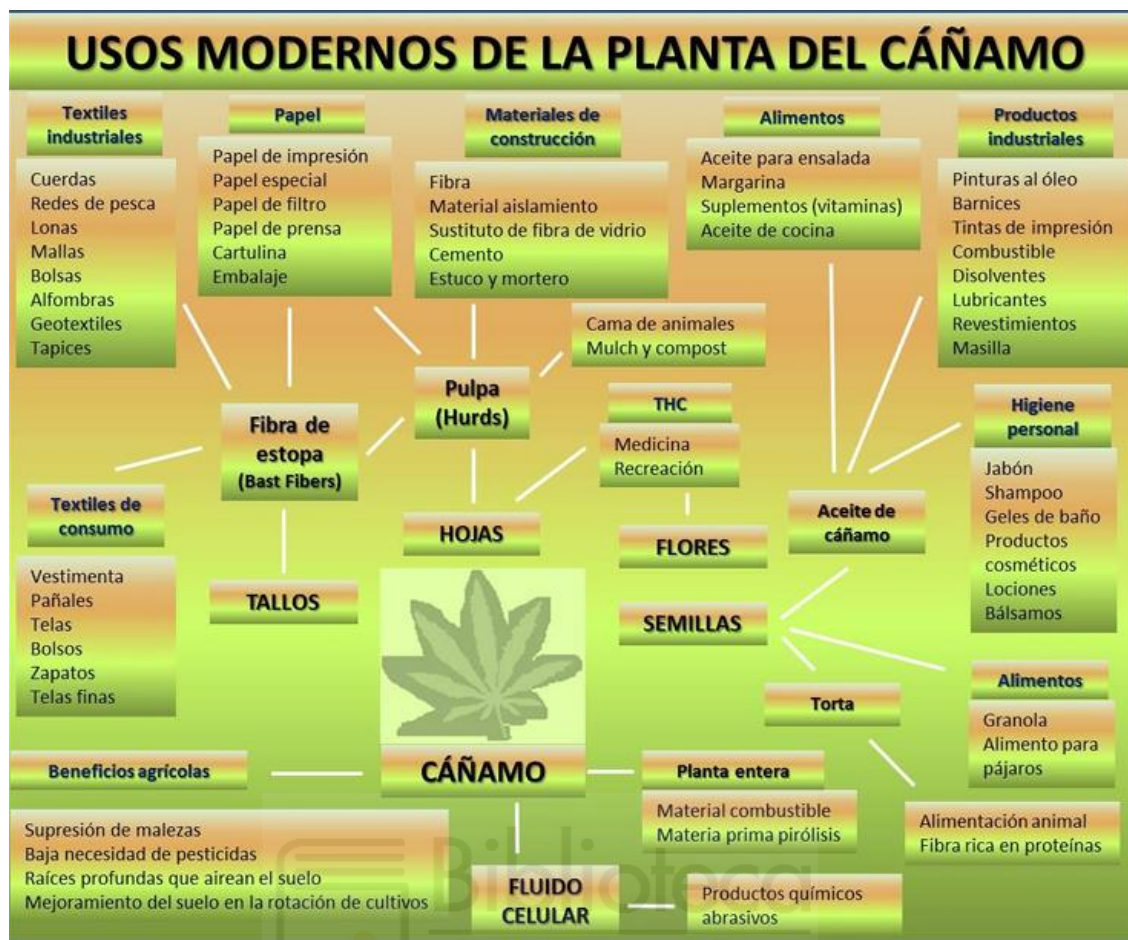 USOS MODERNOS DE LA PLANTA DEL CÁÑAMO
Textiles
industriales
Cuerdas
Redes de pesca
Lonas
Mallas
Bolsas
Alfombras
Geotextiles
Tapices
Papel
Papel de impresión
Papel especial
Papel de filtro
Papel de prensa
Cartulina
Embalaje
Materiales de
construcción
Fibra
Material aislamiento
Sustituto de fibra de vidrio
Cemento
Estuco y mortero
Alimentos
Aceite para ensalada
Margarina
Suplementos (vitaminas)
Aceite de cocina
Productos
industriales
Pinturas al óleo
Barnices
Tintas de impresión
Combustible
Disolventes
Lubricantes
Revestimientos
Masilla
Cama de animales
Mulch y compost
Pulpa
(Hurds)
Fibra de
estopa
(Bast Fibers)
THC
Medicina
Recreación
Higiene
personal
Jabón
Shampoo
Geles de baño
Productos
cosméticos
Lociones
Bálsamos
Textiles de
consumo
Vestimenta
Pañales
Telas
Bolsos
Zapatos
Telas finas
HOJAS
FLORES
Aceite de
cáñamo
TALLOS
SEMILLAS
Torta
Alimentos
Granola
Alimento para
pájaros
Beneficios agrícolas
Supresión de malezas
Baja necesidad de pesticidas
Raíces profundas que airean el suelo
Mejoramiento del suelo en la rotación de cultivos
CÁÑAMO
Planta entera
Material combustible
Materia prima pirólisis
Alimentación animal
Fibra rica en proteínas
Biblioteca
FLUIDO
CELULAR
Productos químicos
abrasivos